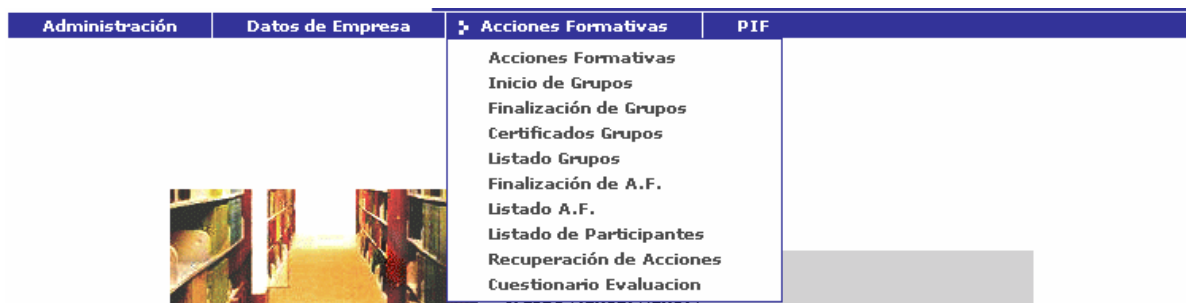 Administración Datos de Empresa Acciones Formativas PIF
Acciones Formativas
Inicio de Grupos
Finalización de Grupos
Certificados Grupos
Listado Grupos
Finalización de A.F.
Listado A.F.
Listado de Participantes
Recuperación de Acciones
Cuestionario Evaluacion